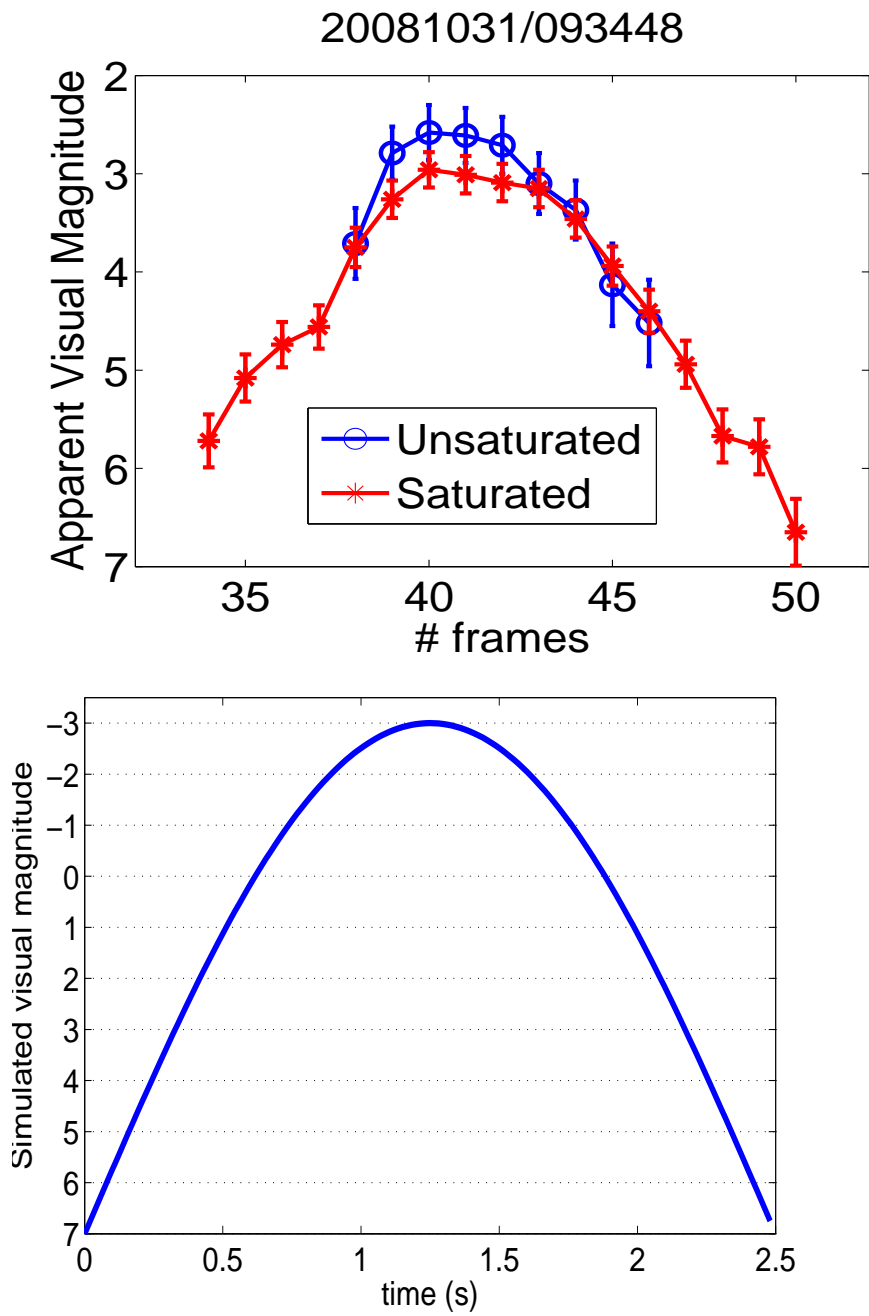 20081031/093448
Apparent Visual Magnitude
2
3
4
5
6
7
Unsaturated
Saturated
35 40 45 50
# frames
Simulated visual magnitude
−3
−2
−1
0
1
2
3
4
5
6
7
0 0.5 1 1.5 2 2.5
time (s)